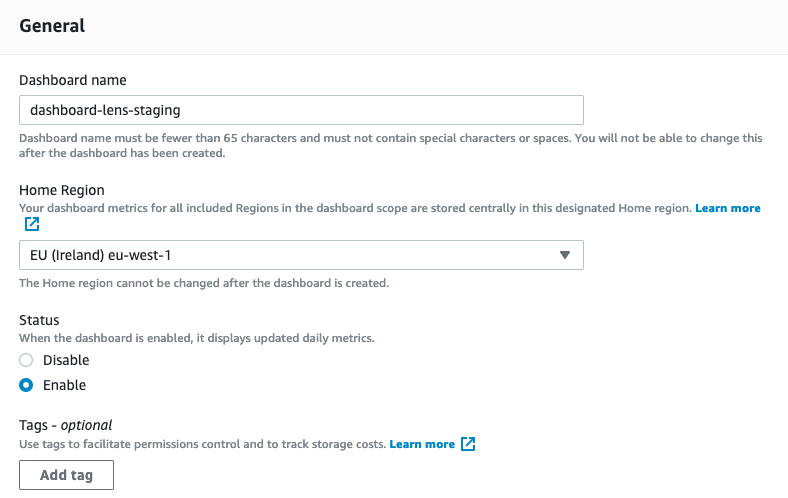 General
Dashboard name
dashboard-lens-staging
Dashboard name must be fewer than 65 characters and must not contain special characters or spaces. You will not be able to change this
after the dashboard has been created.
Home Region
Your dashboard metrics for all included Regions in the dashboard scope are stored centrally in this designated Home region. Learn more
EU (Ireland) eu-west-1
The Home region cannot be changed after the dashboard is created.
Status
When the dashboard is enabled, it displays updated daily metrics.
Disable
Enable
Tags - optional
Use tags to facilitate permissions control and to track storage costs. Learn more
Add tag